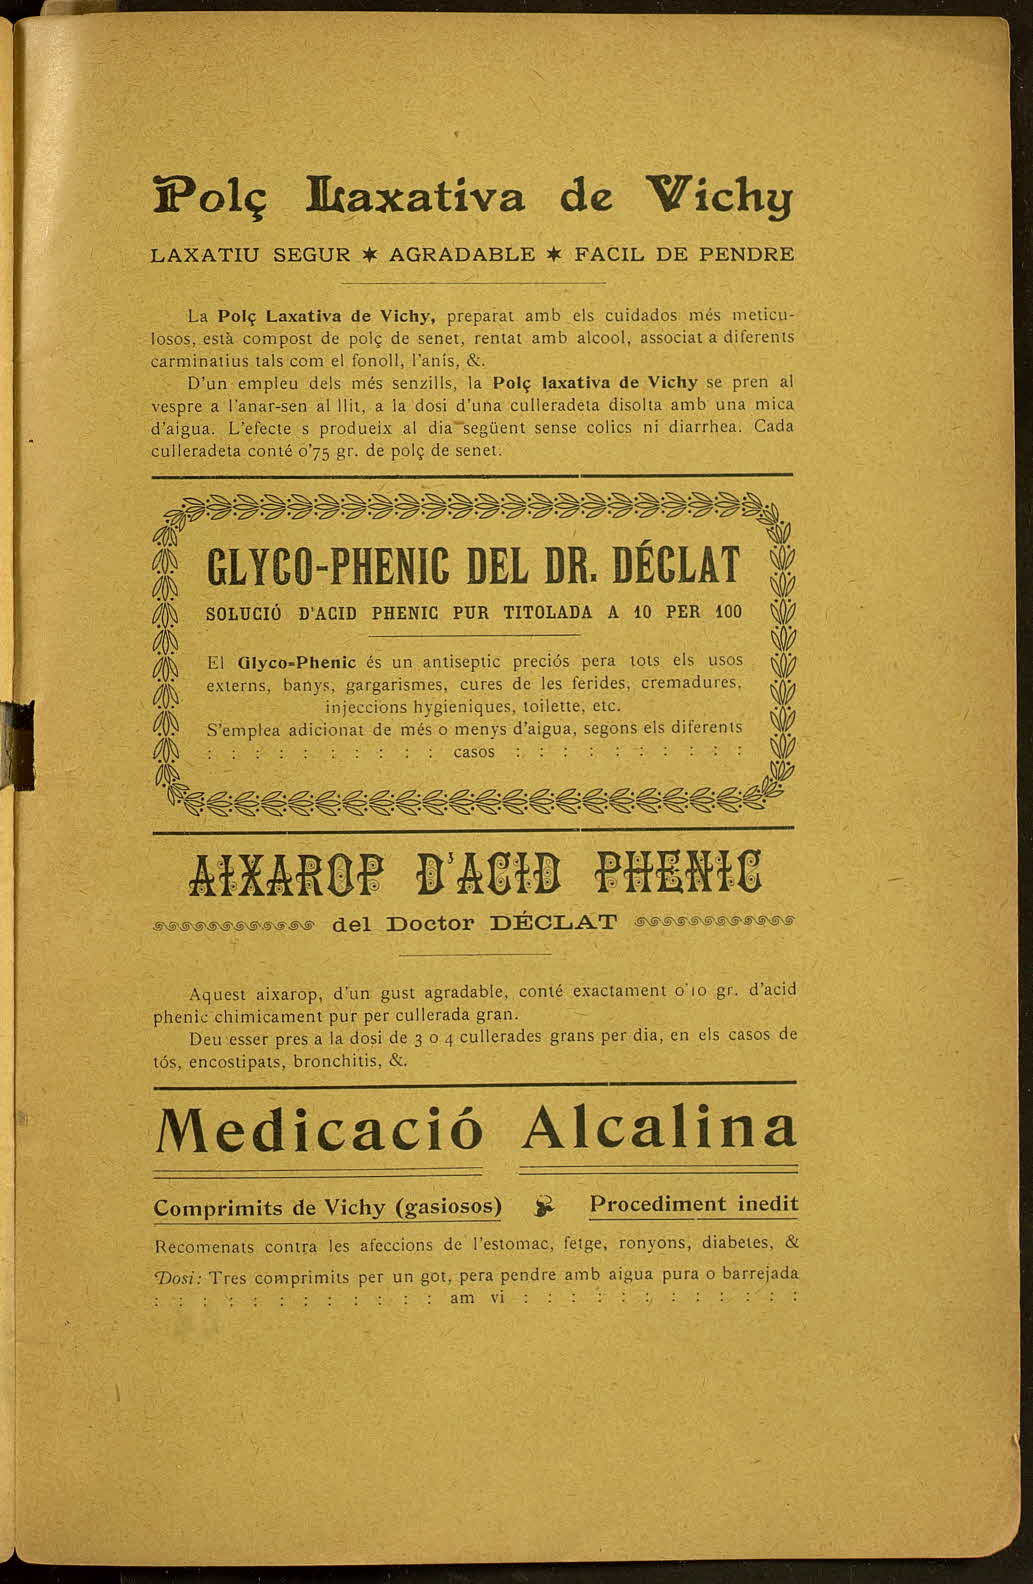 Polç Laxativa de Vichy
LAXATIU SEGUR * AGRADABLE * FACIL DE PENDRE
La Polç Laxativa de Vichy, preparat amb els cuidados més meticu-
losos, està compost de polç de senet, rentat amb alcool, associat a diferents
carminatius tals com el fonoll, l'anís, &.
D'un empleu dels més senzills, la Polç laxativa de Vichy se pren al
vespre a l'anar-sen al llit, a la dosi d'una culleradeta disolta amb una mica
d'aigua. L'efecte s produeix al dia següent sense colics ni diarrhea. Cada
culleradeta conté o'75 gr. de polç de senet.
GLYCO-PHENIC DEL DR. DÉCLAT
SOLUCIÓ D'ACID PHENIC PUR TITOLADA A 10 PER 100
El Glyco-Phenic és un antiseptic preciós pera tots els usos
externs, banys, gargarismes, cures de les ferides, cremadures,
injeccions hygieniques, toilette, etc.
S'emplea adicionat de més o menys d'aigua, segons els diferents
: : : : : : : : : : casos : : : : : : : : : :
AIXAROP D'ACID PHENIC
del Doctor DÉCLAT
Aquest aixarop, d'un gust agradable, conté exactament o'10 gr. d'acid
phenic chimicament pur per cullerada gran.
Deu esser pres a la dosi de 3 o 4 cullerades grans per dia, en els casos de
tós, encostipats, bronchitis, &.
Medicació Alcalina
Comprimits de Vichy (gasiosos) Procediment inedit
Recomenats contra les afeccions de l'estomac, fetge, ronyons, diabetes, &
Dosi: Tres comprimits per un got, pera pendre amb aigua pura o barrejada
: : : : : : : : : : : : am vi : : : : : : : : : : : :